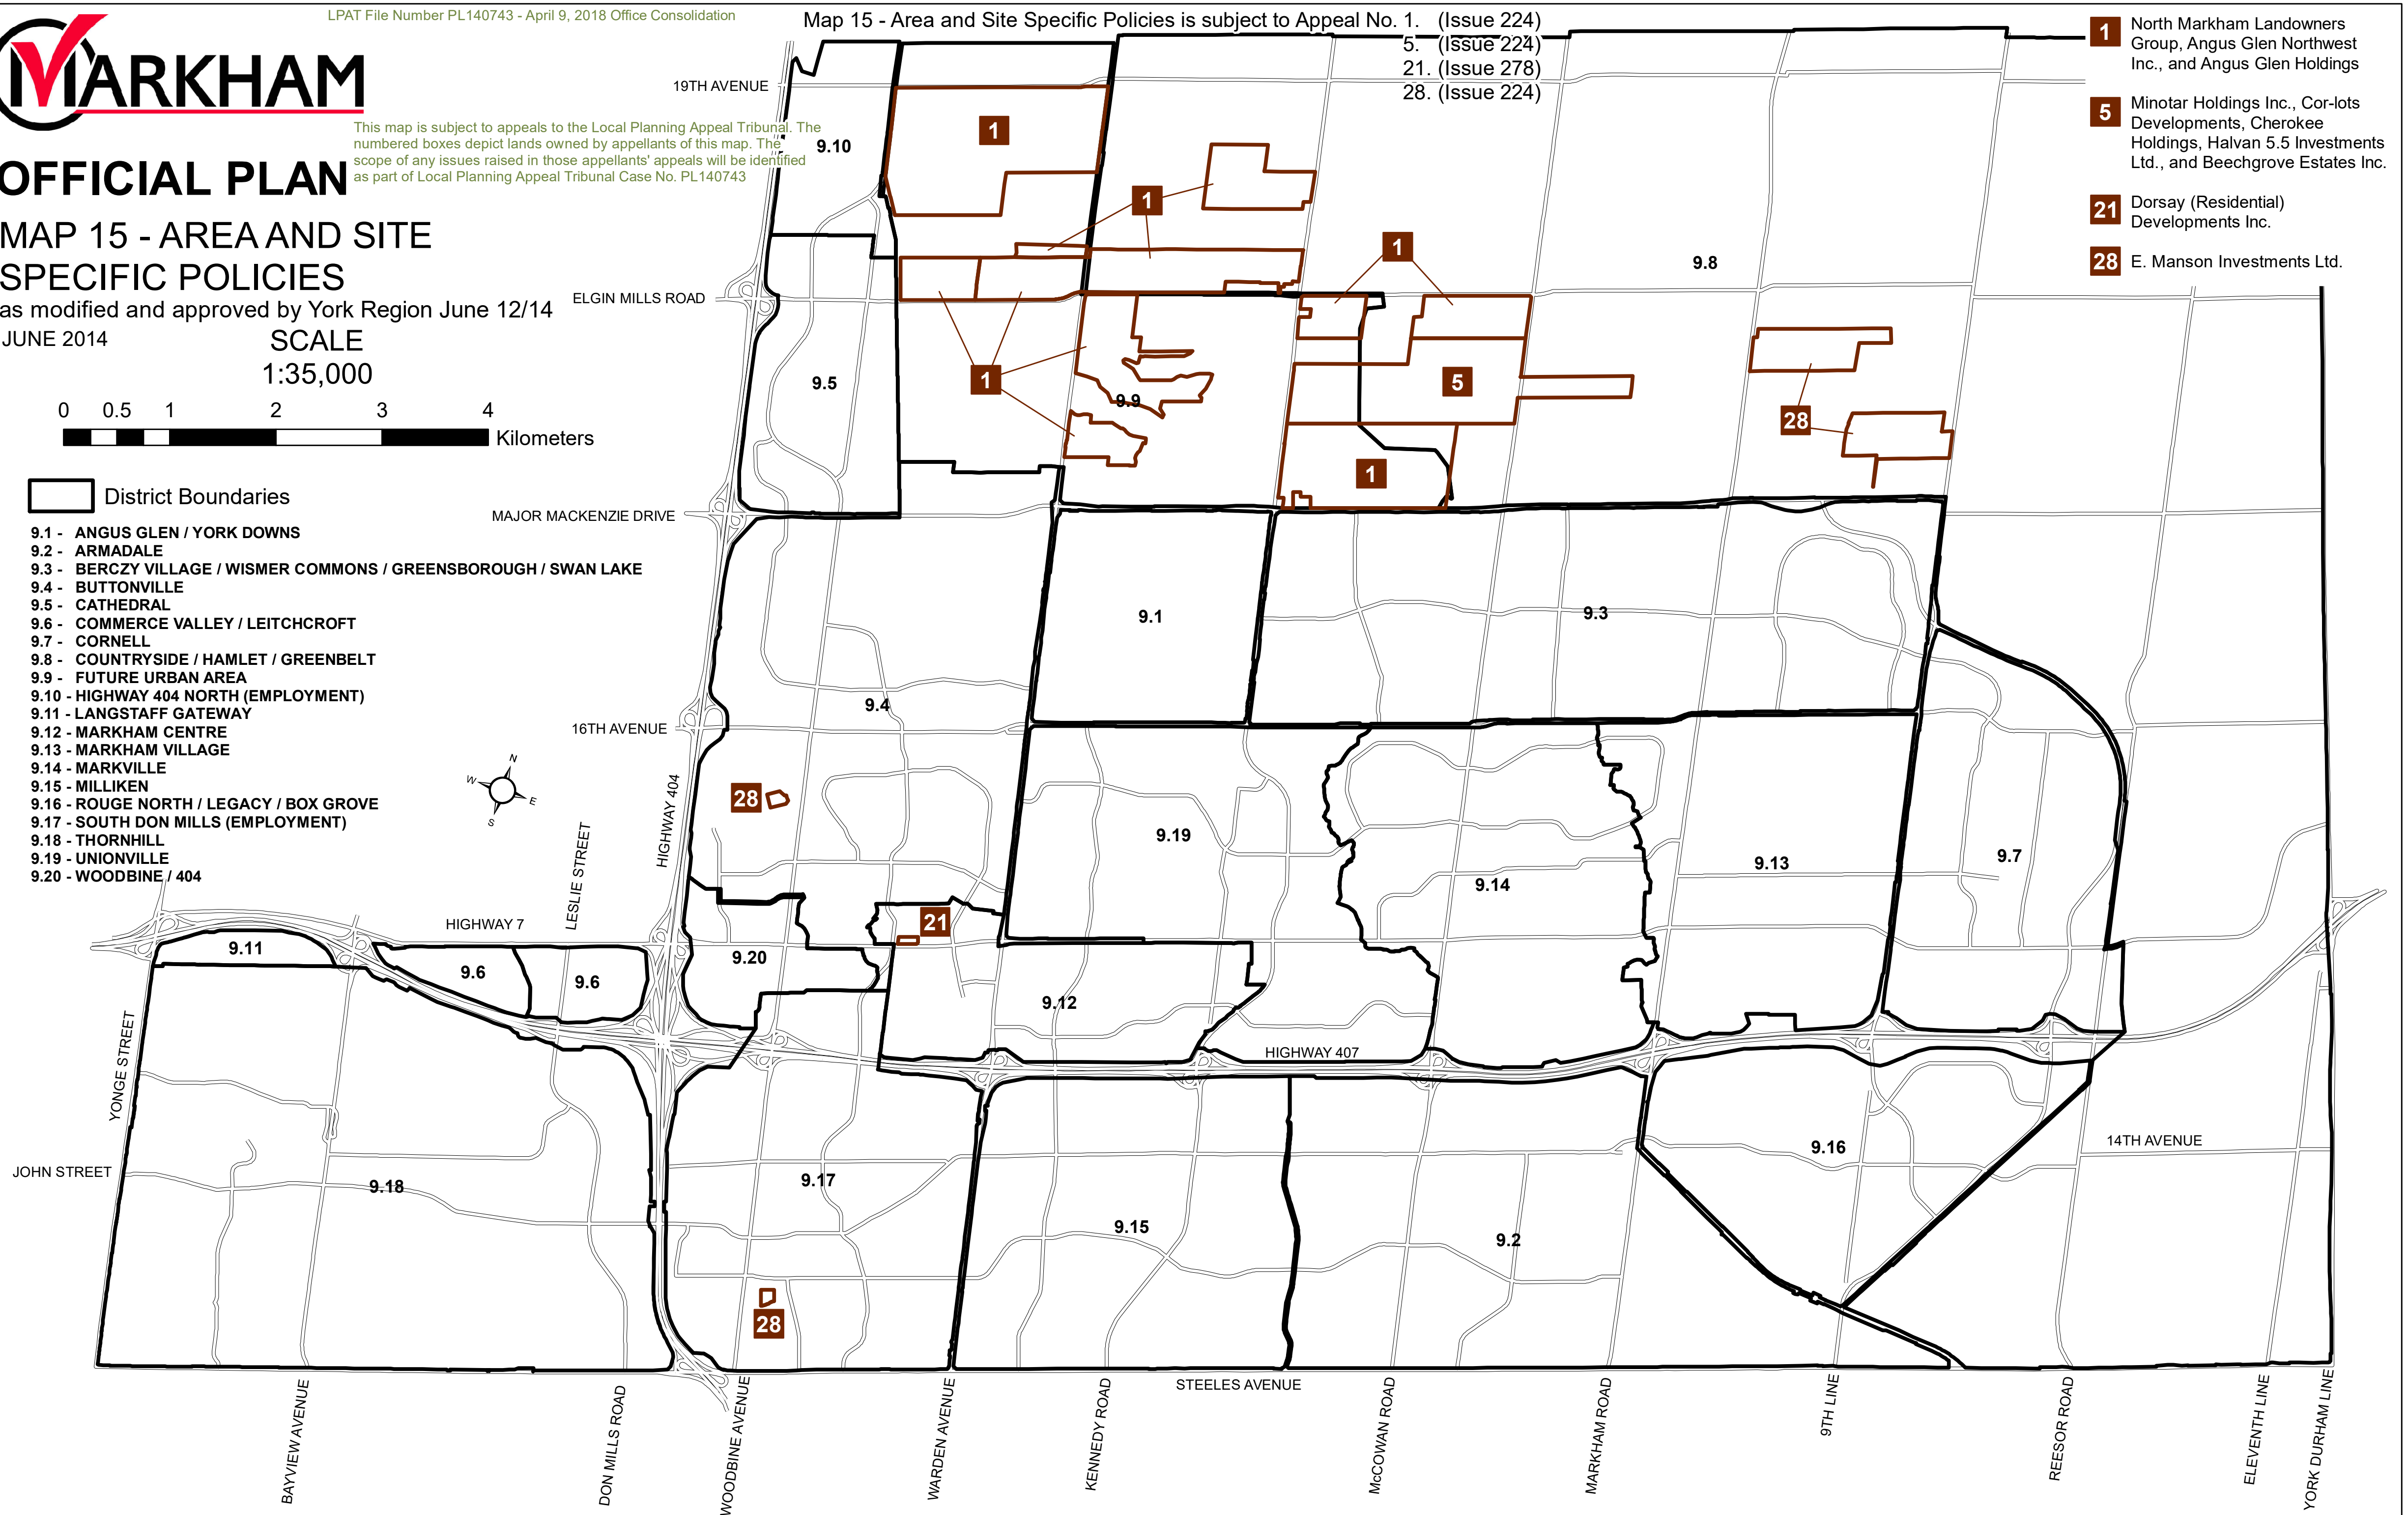 LPAT File Number PL140743 - April 9, 2018 Office Consolidation
Map 15 - Area and Site Specific Policies is subject to Appeal No. 1. (Issue 224)
5. (Issue 224)
21. (Issue 278)
28. (Issue 224)
MARKHAM
This map is subject to appeals to the Local Planning Appeal Tribunal. The
numbered boxes depict lands owned by appellants of this map. The
scope of any issues raised in those appellants' appeals will be identified
as part of Local Planning Appeal Tribunal Case No. PL140743
OFFICIAL PLAN
MAP 15 - AREA AND SITE
SPECIFIC POLICIES
as modified and approved by York Region June 12/14
JUNE 2014
SCALE
1:35,000
0 0.5 1 2 3 4
Kilometers
District Boundaries
9.1 - ANGUS GLEN / YORK DOWNS
9.2 - ARMADALE
9.3 - BERCZY VILLAGE / WISMER COMMONS / GREENSBOROUGH / SWAN LAKE
9.4 - BUTTONVILLE
9.5 - CATHEDRAL
9.6 - COMMERCE VALLEY / LEITCHCROFT
9.7 - CORNELL
9.8 - COUNTRYSIDE / HAMLET / GREENBELT
9.9 - FUTURE URBAN AREA
9.10 - HIGHWAY 404 NORTH (EMPLOYMENT)
9.11 - LANGSTAFF GATEWAY
9.12 - MARKHAM CENTRE
9.13 - MARKHAM VILLAGE
9.14 - MARKVILLE
9.15 - MILLIKEN
9.16 - ROUGE NORTH / LEGACY / BOX GROVE
9.17 - SOUTH DON MILLS (EMPLOYMENT)
9.18 - THORNHILL
9.19 - UNIONVILLE
9.20 - WOODBINE / 404
1 North Markham Landowners
Group, Angus Glen Northwest
Inc., and Angus Glen Holdings
5 Minotar Holdings Inc., Cor-lots
Developments, Cherokee
Holdings, Halvan 5.5 Investments
Ltd., and Beechgrove Estates Inc.
21 Dorsay (Residential)
Developments Inc.
28 E. Manson Investments Ltd.
19TH AVENUE
9.10
1
1
1
9.8
ELGIN MILLS ROAD
9.5
1
9.9
5
28
1
MAJOR MACKENZIE DRIVE
9.1
9.3
9.4
16TH AVENUE
N
W
E
S
HIGHWAY 404
LESLIE STREET
28
9.19
9.14
9.13
9.7
HIGHWAY 7
21
9.11
9.6
9.6
9.20
9.12
HIGHWAY 407
YONGE STREET
JOHN STREET
9.18
9.17
9.15
9.2
9.16
14TH AVENUE
28
STEELES AVENUE
BAYVIEW AVENUE
DON MILLS ROAD
WOODBINE AVENUE
WARDEN AVENUE
KENNEDY ROAD
McCOWAN ROAD
MARKHAM ROAD
9TH LINE
REESOR ROAD
ELEVENTH LINE
YORK DURHAM LINE